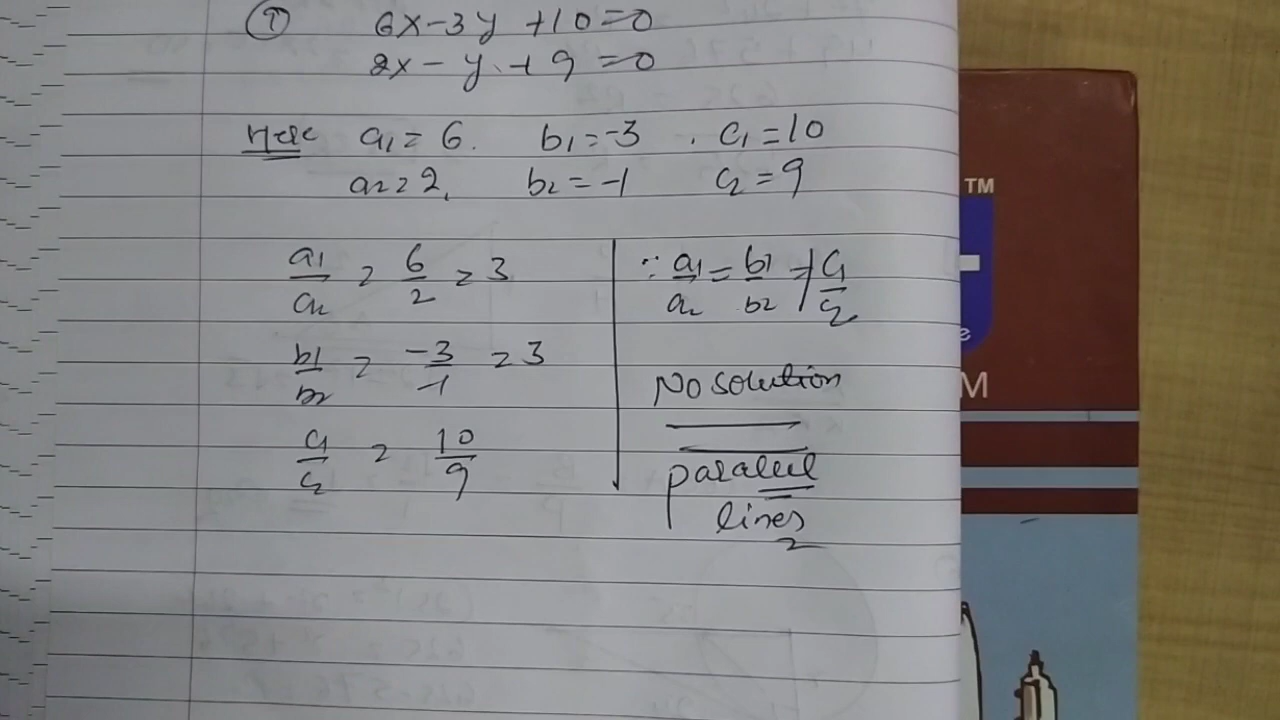 ① 6x-3y+10=0
2x-y+9=0
Here a₁=6. b₁=-3, c₁=10
a₂=2, b₂=-1 c₂=9
a₁/a₂ = 6/2 = 3
b₁/b₂ = -3/-1 = 3
c₁/c₂ = 10/9
∵ a₁/a₂ = b₁/b₂ ≠ c₁/c₂
No solution
parallel
lines
TM
e
M